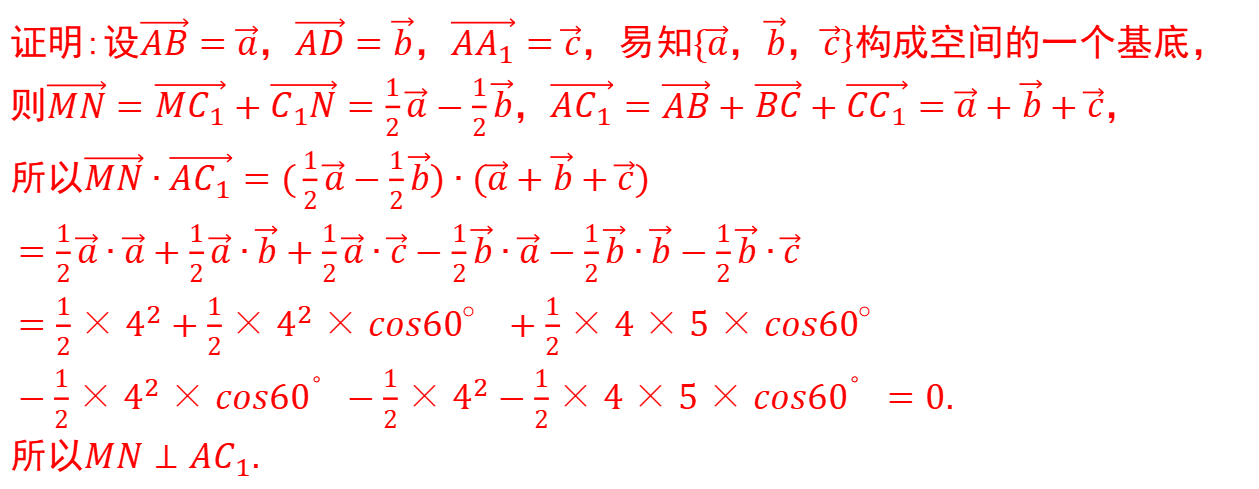 证明:设$\overrightarrow{AB}=\vec{a}$，$\overrightarrow{AD}=\vec{b}$，$\overrightarrow{AA_1}=\vec{c}$，易知{$\vec{a}$，$\vec{b}$，$\vec{c}$}构成空间的一个基底，
则$\overrightarrow{MN}=\overrightarrow{MC_1}+\overrightarrow{C_1N}=\frac{1}{2}\vec{a}-\frac{1}{2}\vec{b}$，$\overrightarrow{AC_1}=\overrightarrow{AB}+\overrightarrow{BC}+\overrightarrow{CC_1}=\vec{a}+\vec{b}+\vec{c}$，
所以$\overrightarrow{MN}\cdot\overrightarrow{AC_1}=(\frac{1}{2}\vec{a}-\frac{1}{2}\vec{b})\cdot(\vec{a}+\vec{b}+\vec{c})$
$=\frac{1}{2}\vec{a}\cdot\vec{a}+\frac{1}{2}\vec{a}\cdot\vec{b}+\frac{1}{2}\vec{a}\cdot\vec{c}-\frac{1}{2}\vec{b}\cdot\vec{a}-\frac{1}{2}\vec{b}\cdot\vec{b}-\frac{1}{2}\vec{b}\cdot\vec{c}$
$=\frac{1}{2}\times4^2+\frac{1}{2}\times4^2\times cos60^\circ+\frac{1}{2}\times4\times5\times cos60^\circ$
$-\frac{1}{2}\times4^2\times cos60^\circ-\frac{1}{2}\times4^2-\frac{1}{2}\times4\times5\times cos60^\circ=0.$
所以$MN\perp AC_1.$